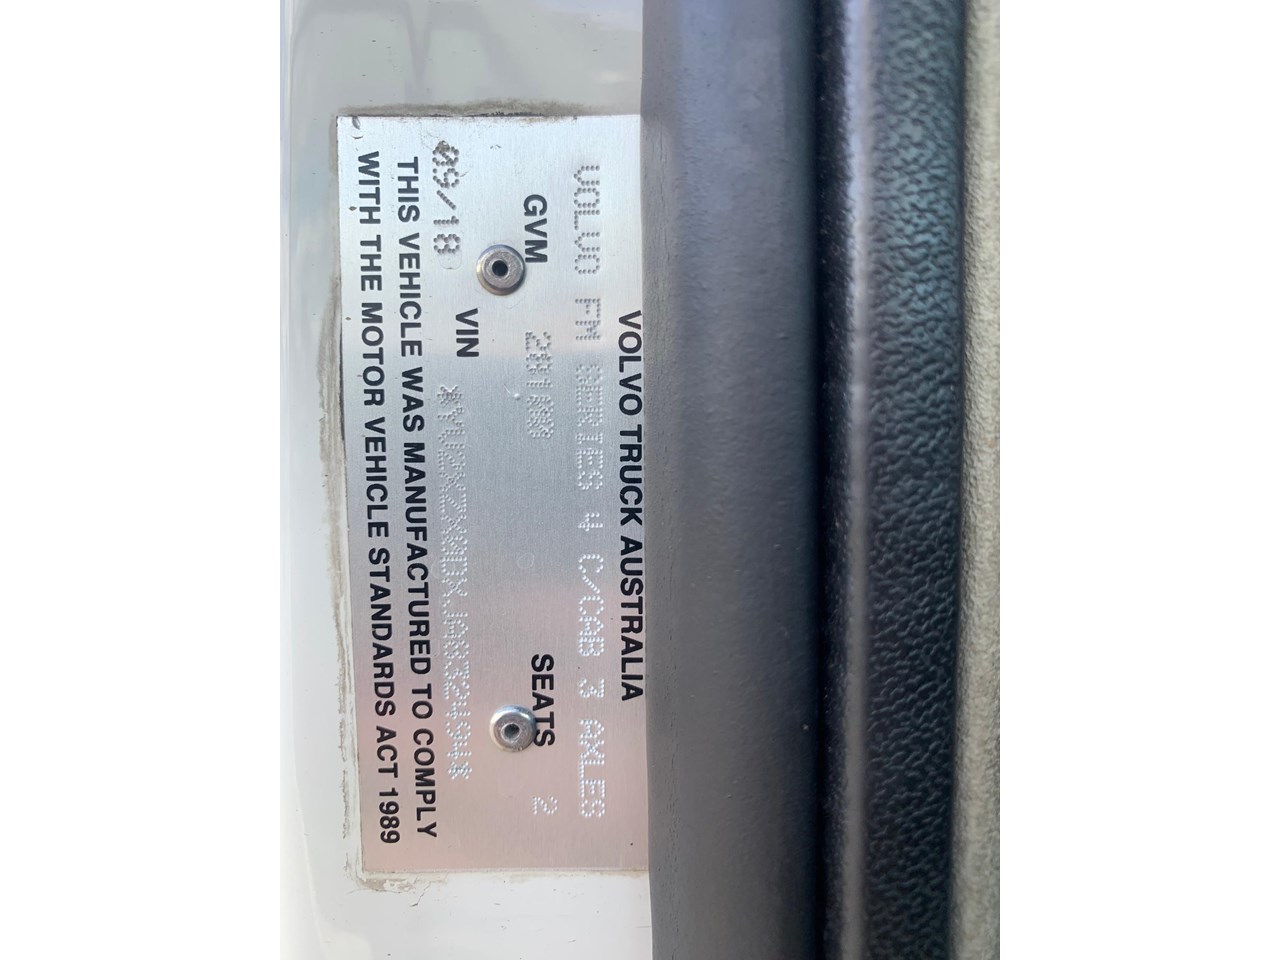 VOLVO TRUCK AUSTRALIA
VOLVO FM SERIES 4 C/CAB 3 AXLES
GVM SEATS 2
VIN
09/18
THIS VEHICLE WAS MANUFACTURED TO COMPLY
WITH THE MOTOR VEHICLE STANDARDS ACT 1989